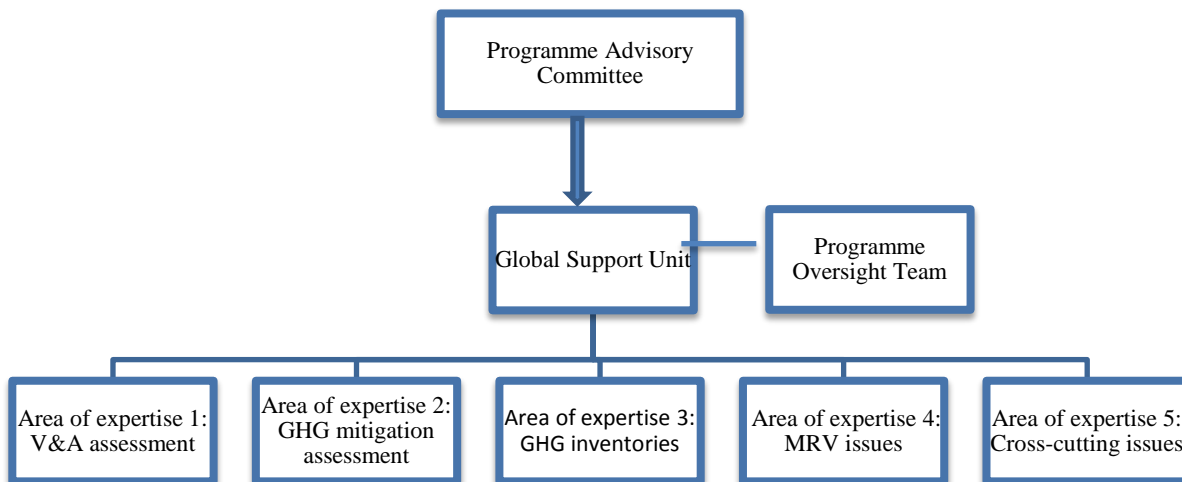 Programme Advisory
Committee
Global Support Unit
Programme
Oversight Team
Area of expertise 1:
V&A assessment
Area of expertise 2:
GHG mitigation
assessment
Area of expertise 3:
GHG inventories
Area of expertise 4:
MRV issues
Area of expertise 5:
Cross-cutting issues